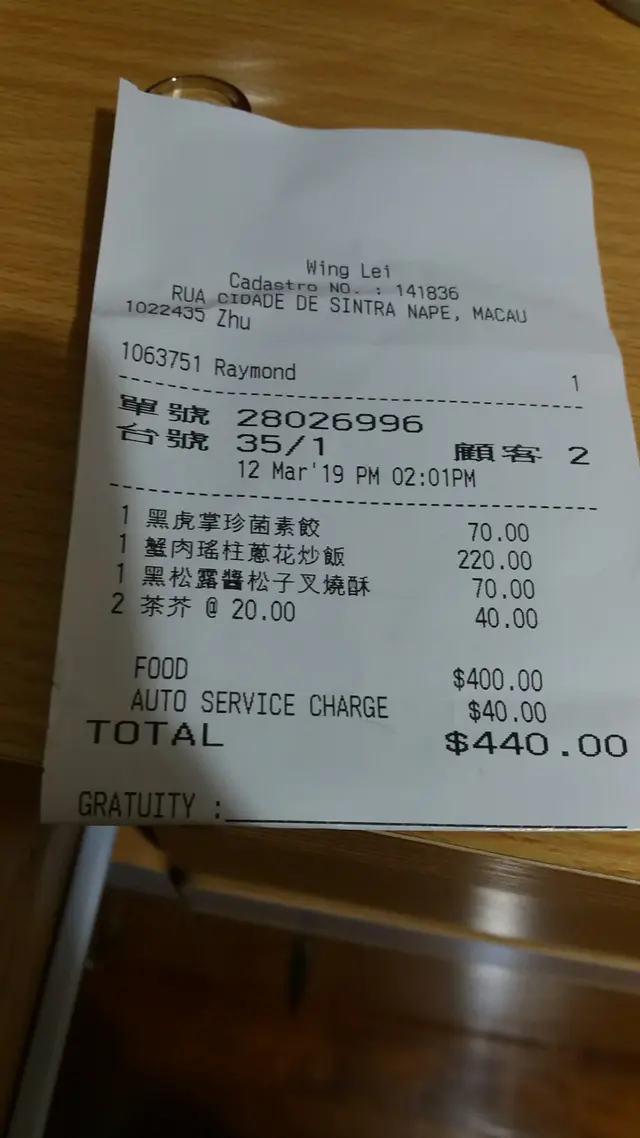 Wing Lei
Cadastro NO. : 141836
RUA CIDADE DE SINTRA NAPE, MACAU
1022435 Zhu
1063751 Raymond 1
單號 28026996
台號 35/1 顧客 2
12 Mar'19 PM 02:01PM
1 黑虎掌珍菌素餃 70.00
1 蟹肉瑤柱蔥花炒飯 220.00
1 黑松露醬松子叉燒酥 70.00
2 茶芥 @ 20.00 40.00
FOOD $400.00
AUTO SERVICE CHARGE $40.00
TOTAL $440.00
GRATUITY :